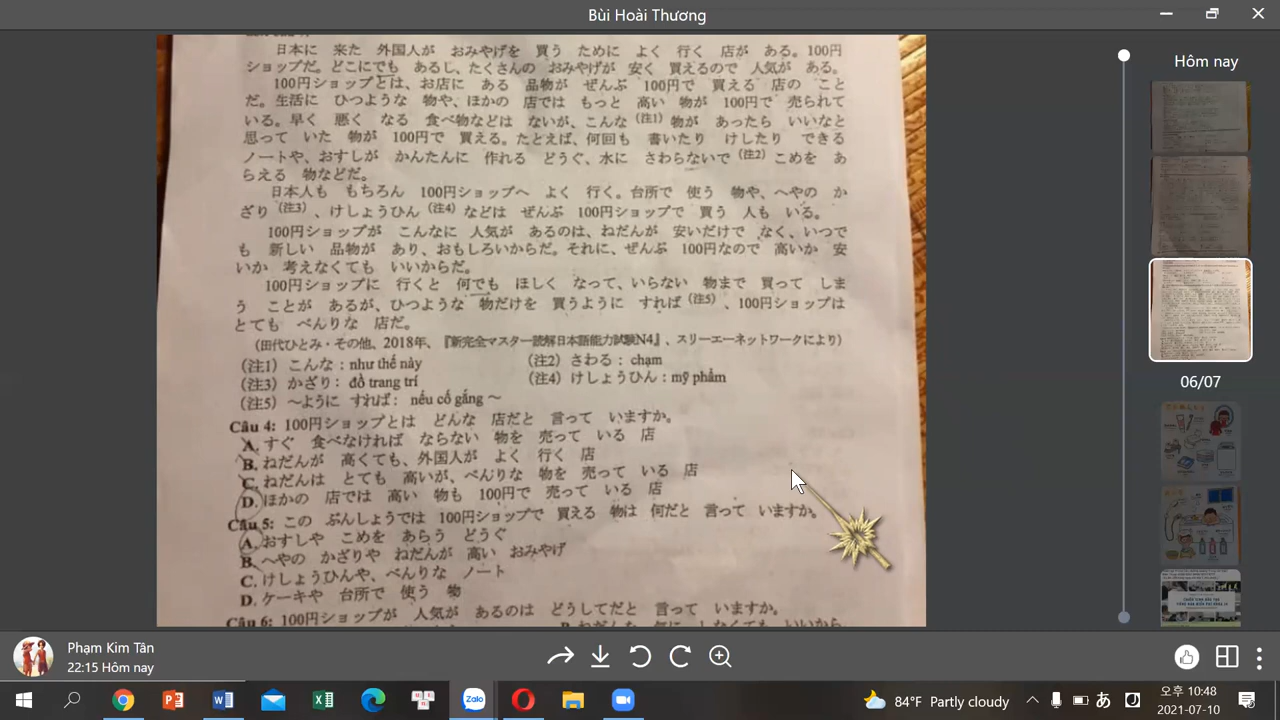 Bùi Hoài Thương
日本に 来た 外国人が おみやげを 買う ために よく 行く 店が ある。100円
ショップだ。どこにでも あるし、たくさんの おみやげが 安く 買えるので 人気が ある。
100円ショップとは、お店に ある 品物が ぜんぶ 100円で 買える 店の こと
だ。生活に ひつような 物や、ほかの 店では もっと 高い 物が 100円で 売られて
いる。早く 悪く なる 食べ物などは ないが、こんな(注1) 物が あったら いいなと
思って いた 物が 100円で 買える。たとえば、何回も 書いたり けしたり できる
ノートや、おすしが かんたんに 作れる どうぐ、水に さわらないで(注2) こめを あ
らえる 物などだ。
日本人も もちろん 100円ショップへ よく 行く。台所で 使う 物や、へやの か
ざり(注3)、けしょうひん(注4) などは ぜんぶ 100円ショップで 買う 人も いる。
100円ショップが こんなに 人気が あるのは、ねだんが 安いだけで なく、いつで
も 新しい 品物が あり、おもしろいからだ。それに、ぜんぶ 100円なので 高いか 安
いか 考えなくても いいからだ。
100円ショップに 行くと 何でも ほしく なって、いらない 物まで 買って しま
う ことが あるが、ひつような 物だけを 買うように すれば(注5)、100円ショップは
とても べんりな 店だ。
(田代ひとみ・その他、2018年、『新完全マスター読解日本語能力試験N4』、スリーエーネットワークにより)
(注1) こんな : như thế này (注2) さわる : chạm
(注3) かざり : đồ trang trí (注4) けしょうひん : mỹ phẩm
(注5) ～ように すれば : nếu cố gắng ～
Câu 4: 100円ショップとは どんな 店だと 言って いますか。
A. すぐ 食べなければ ならない 物を 売って いる 店
B. ねだんが 高くても、外国人が よく 行く 店
C. ねだんは とても 高いが、べんりな 物を 売って いる 店
D. ほかの 店では 高い 物も 100円で 売って いる 店
Câu 5: この ぶんしょうでは 100円ショップで 買える 物は 何だと 言って いますか。
A. おすしや こめを あらう どうぐ
B. へやの かざりや ねだんが 高い おみやげ
C. けしょうひんや、べんりな ノート
D. ケーキや 台所で 使う 物
Câu 6: 100円ショップが 人気が あるのは どうしてだと 言って いますか。
Hôm nay
06/07
Phạm Kim Tân
22:15 Hôm nay
84°F Partly cloudy
あ
오후 10:48
2021-07-10